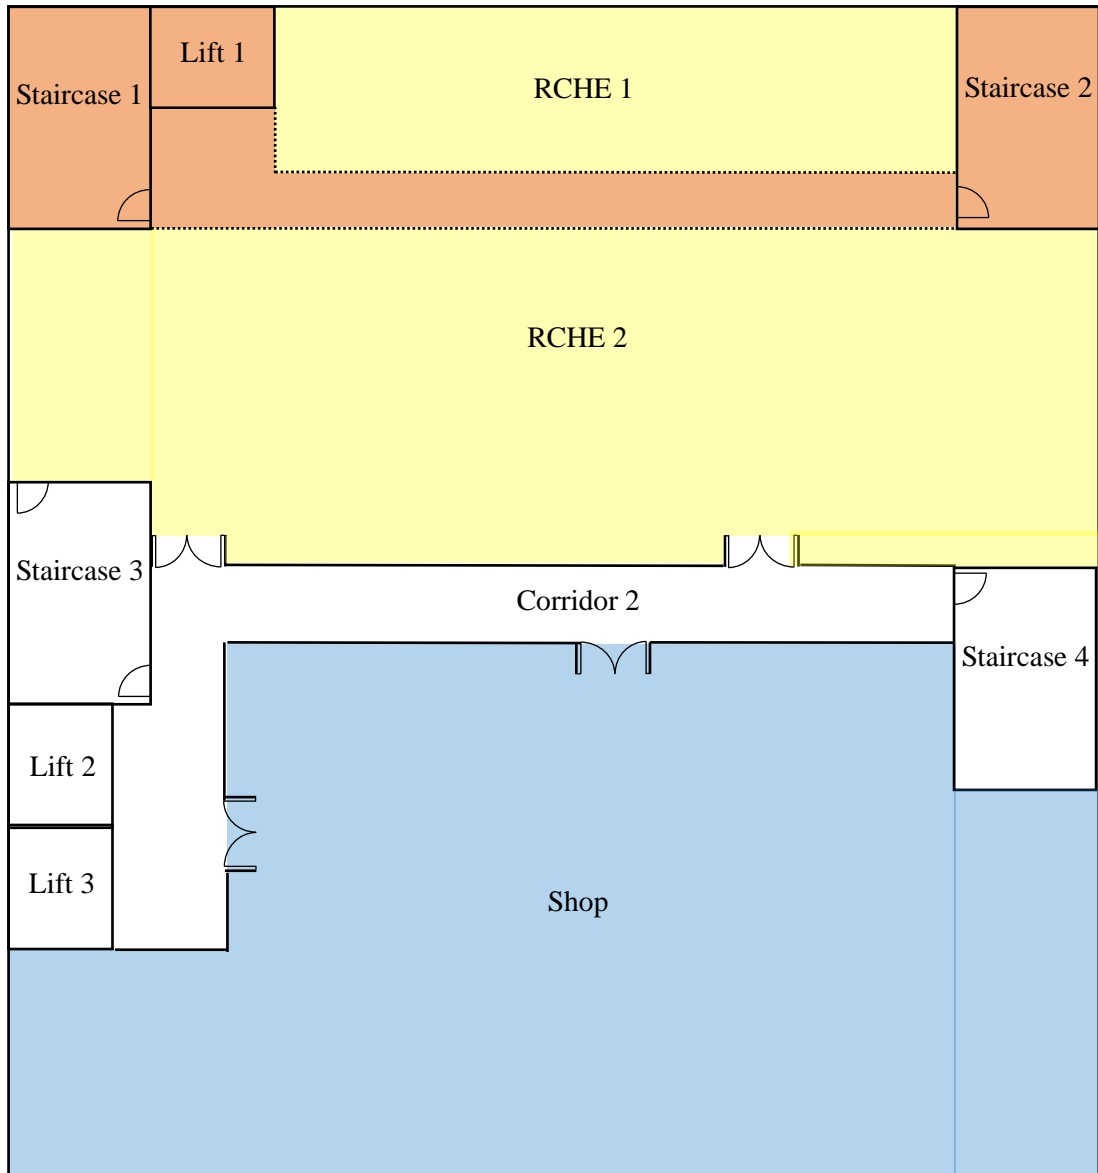 Lift 1
Staircase 1
RCHE 1
Staircase 2
RCHE 2
Staircase 3
Corridor 2
Staircase 4
Lift 2
Lift 3
Shop